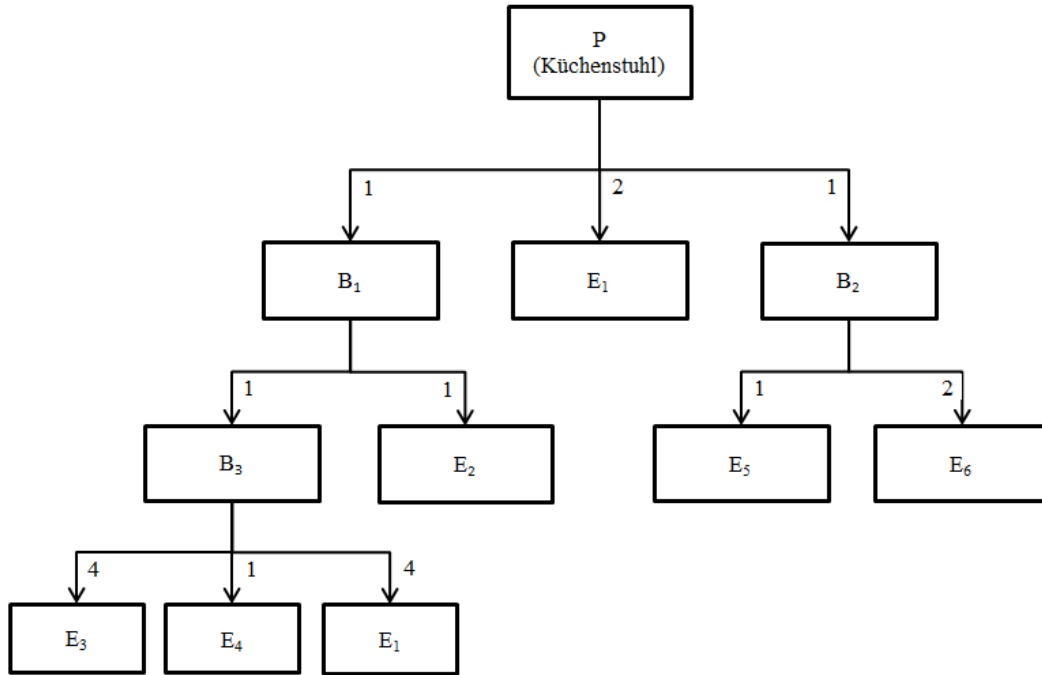 P
(Küchenstuhl)
1 2 1
B₁ E₁ B₂
1 1 1 2
B₃ E₂ E₅ E₆
4 1 4
E₃ E₄ E₁